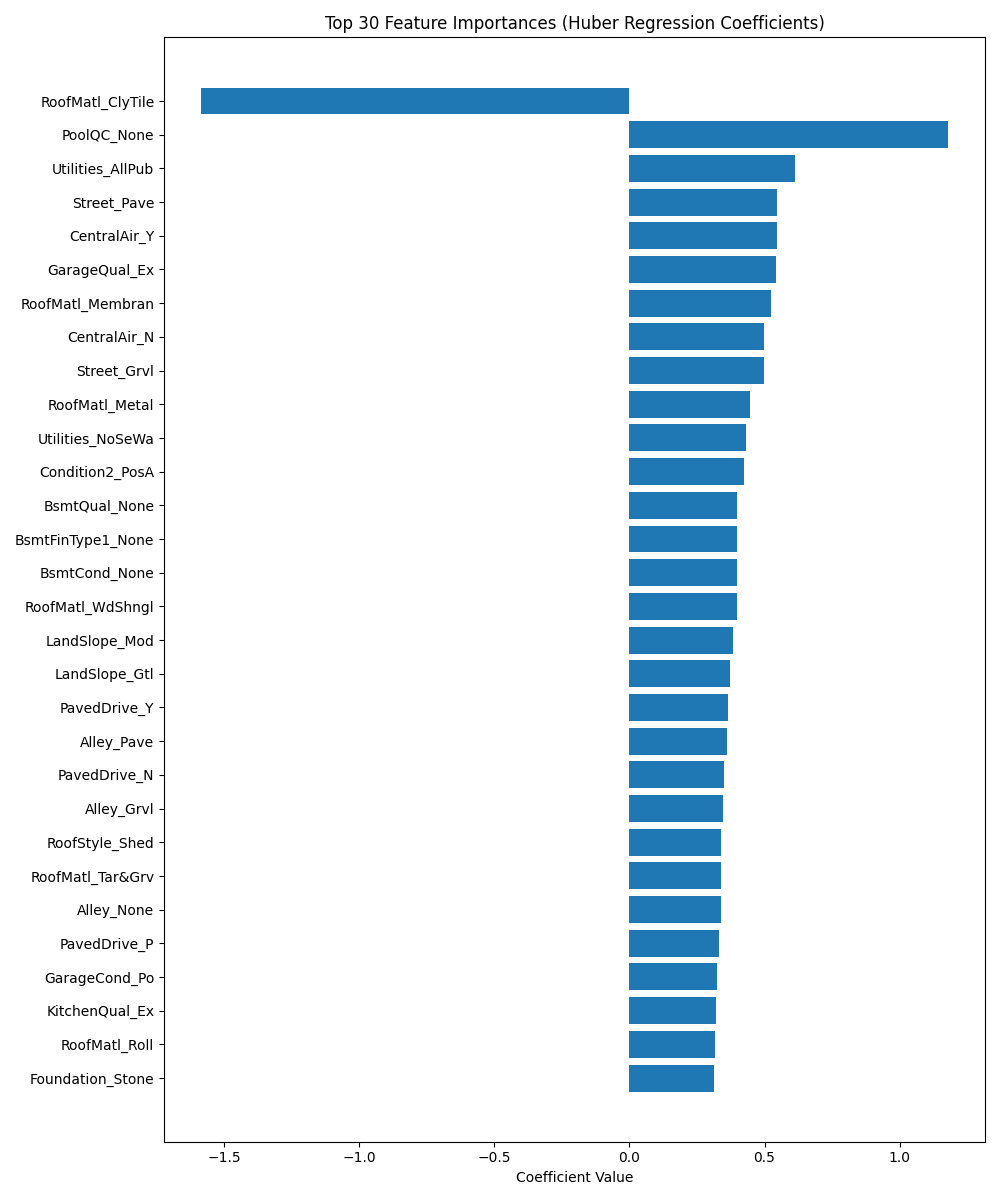 Top 30 Feature Importances (Huber Regression Coefficients)
RoofMatl_ClyTile
PoolQC_None
Utilities_AllPub
Street_Pave
CentralAir_Y
GarageQual_Ex
RoofMatl_Membran
CentralAir_N
Street_Grvl
RoofMatl_Metal
Utilities_NoSeWa
Condition2_PosA
BsmtQual_None
BsmtFinType1_None
BsmtCond_None
RoofMatl_WdShngl
LandSlope_Mod
LandSlope_Gtl
PavedDrive_Y
Alley_Pave
PavedDrive_N
Alley_Grvl
RoofStyle_Shed
RoofMatl_Tar&Grv
Alley_None
PavedDrive_P
GarageCond_Po
KitchenQual_Ex
RoofMatl_Roll
Foundation_Stone
−1.5 −1.0 −0.5 0.0 0.5 1.0
Coefficient Value